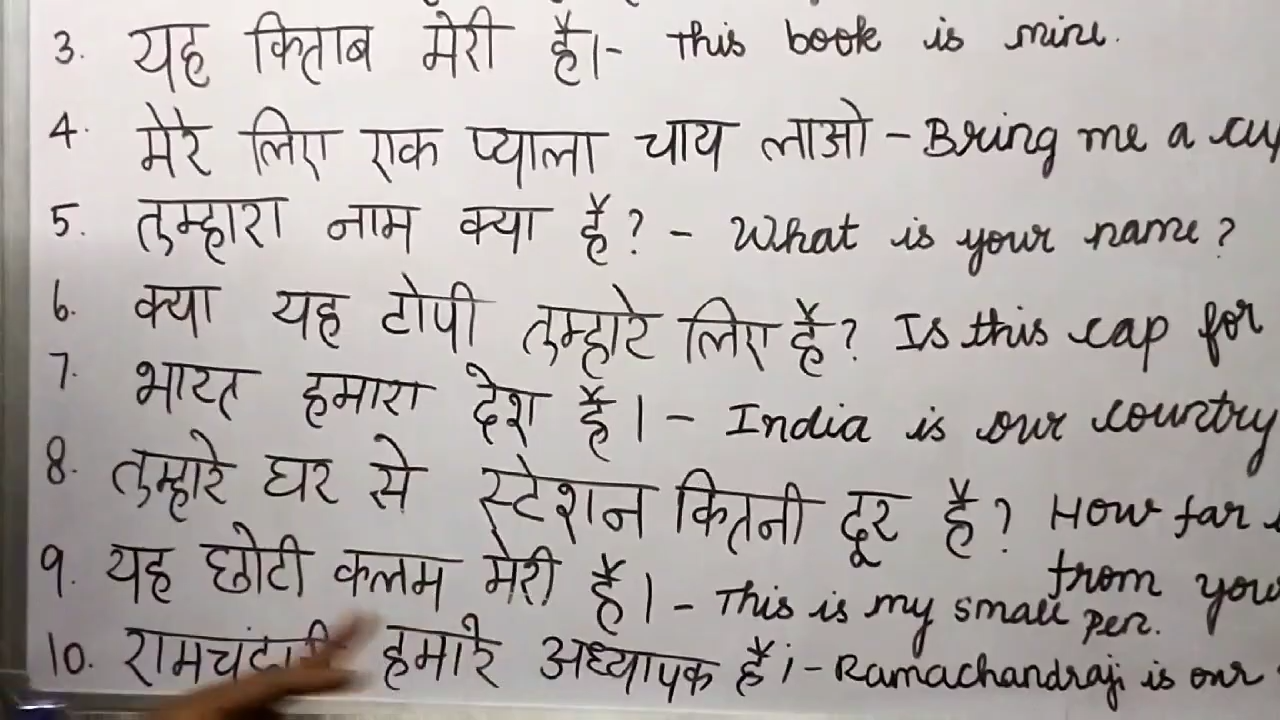 3. यह किताब मेरी है।- This book is mine.
4. मेरे लिए एक प्याला चाय लाओ - Bring me a
5. तुम्हारा नाम क्या है? - What is your name?
6. क्या यह टोपी तुम्हारे लिए है? Is this cap for
7. भारत हमारा देश है। - India is our country
8. तुम्हारे घर से स्टेशन कितनी दूर है? How far
from
9. यह छोटी कलम मेरी है। - This is my small pen.
10. हमारे अध्यापक हैं।- Ramachandraji is our